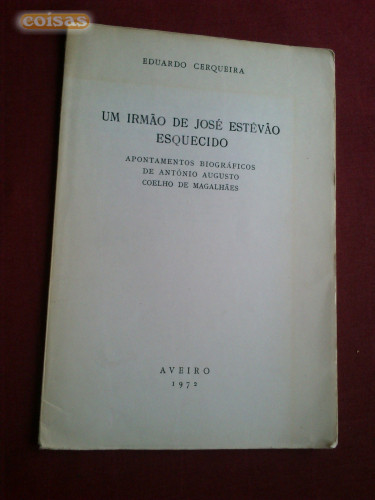 coisas
EDUARDO CERQUEIRA
UM IRMÃO DE JOSÉ ESTÊVÃO
ESQUECIDO
APONTAMENTOS BIOGRÁFICOS
DE ANTÓNIO AUGUSTO
COELHO DE MAGALHÃES
AVEIRO
1972